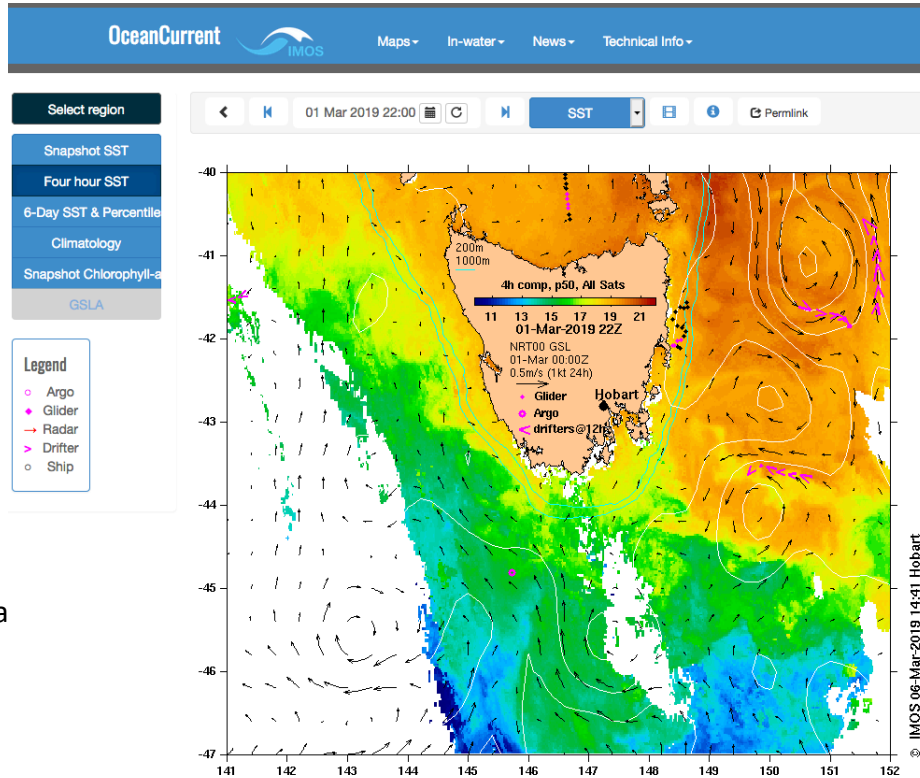 OceanCurrent
IMOS
Maps
In-water
News
Technical Info
Select region
Snapshot SST
Four hour SST
6-Day SST & Percentile
Climatology
Snapshot Chlorophyll-a
GSLA
Legend
Argo
Glider
Radar
Drifter
Ship
01 Mar 2019 22:00
SST
Permlink
-40
-41
-42
-43
-44
-45
-46
-47
200m
1000m
4h comp, p50, All Sats
11 13 15 17 19 21
01-Mar-2019 22Z
NRT00 GSL
01-Mar 00:00Z
0.5m/s (1kt 24h)
Glider
Argo
drifters@12h
Hobart
141 142 143 144 145 146 147 148 149 150 151 152
© IMOS 06-Mar-2019 14:41 Hobart
a